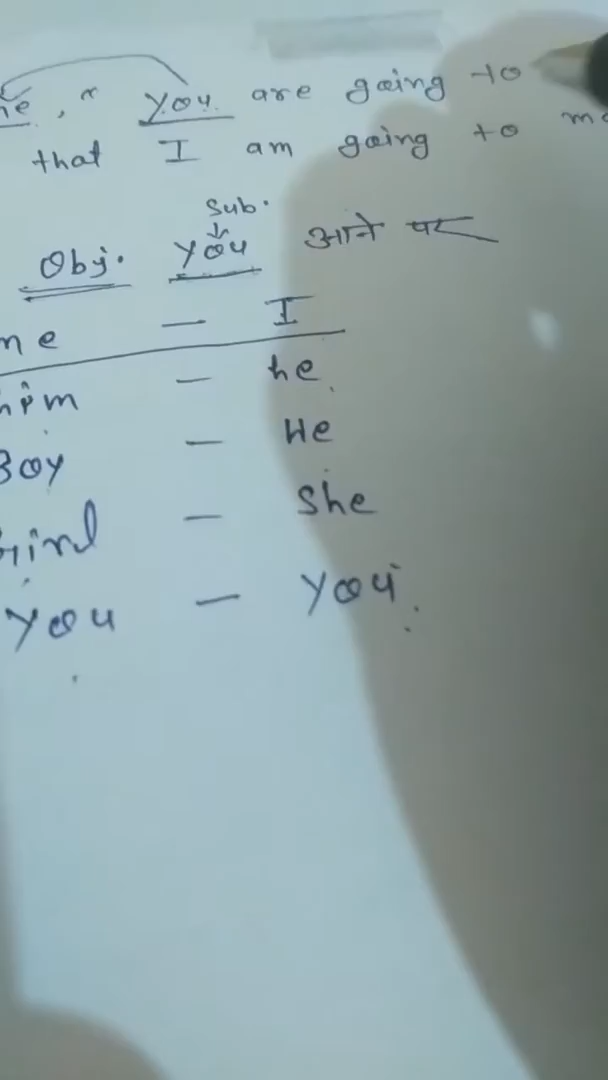 , " you are going to
that I am going to
Sub.
Obj. You आने पर
me - I
him - he
Boy - He
Girl - She
You - You